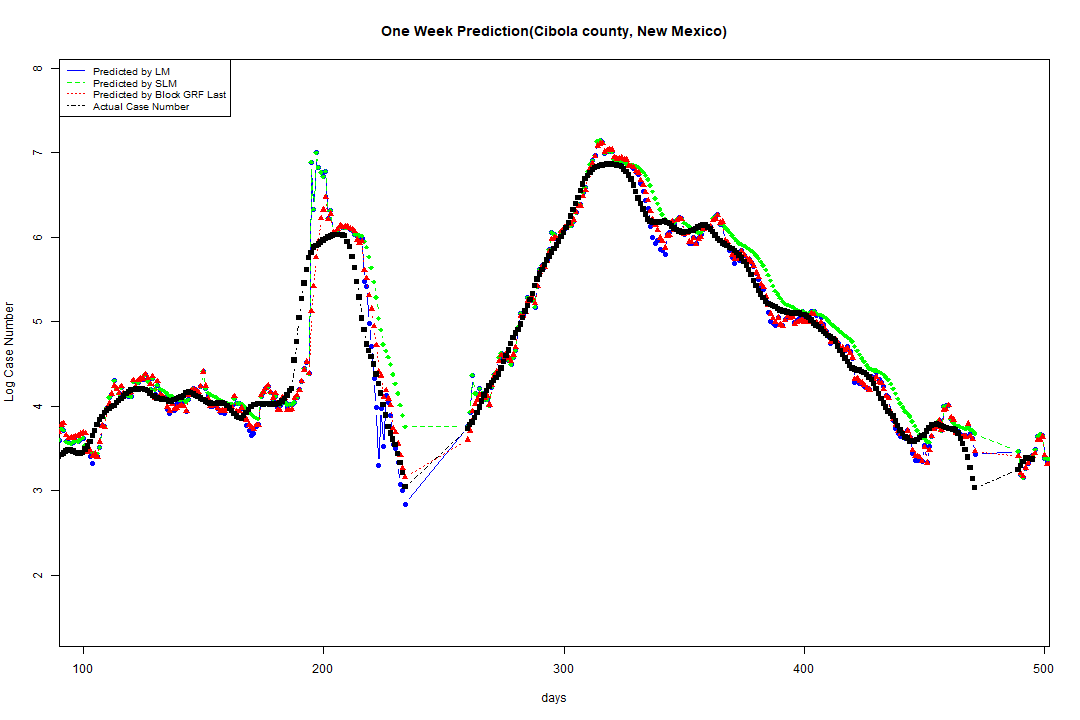 One Week Prediction(Cibola county, New Mexico)
Predicted by LM
Predicted by SLM
Predicted by Block GRF Last
Actual Case Number
8
7
6
5
4
3
2
Log Case Number
100 200 300 400 500
days